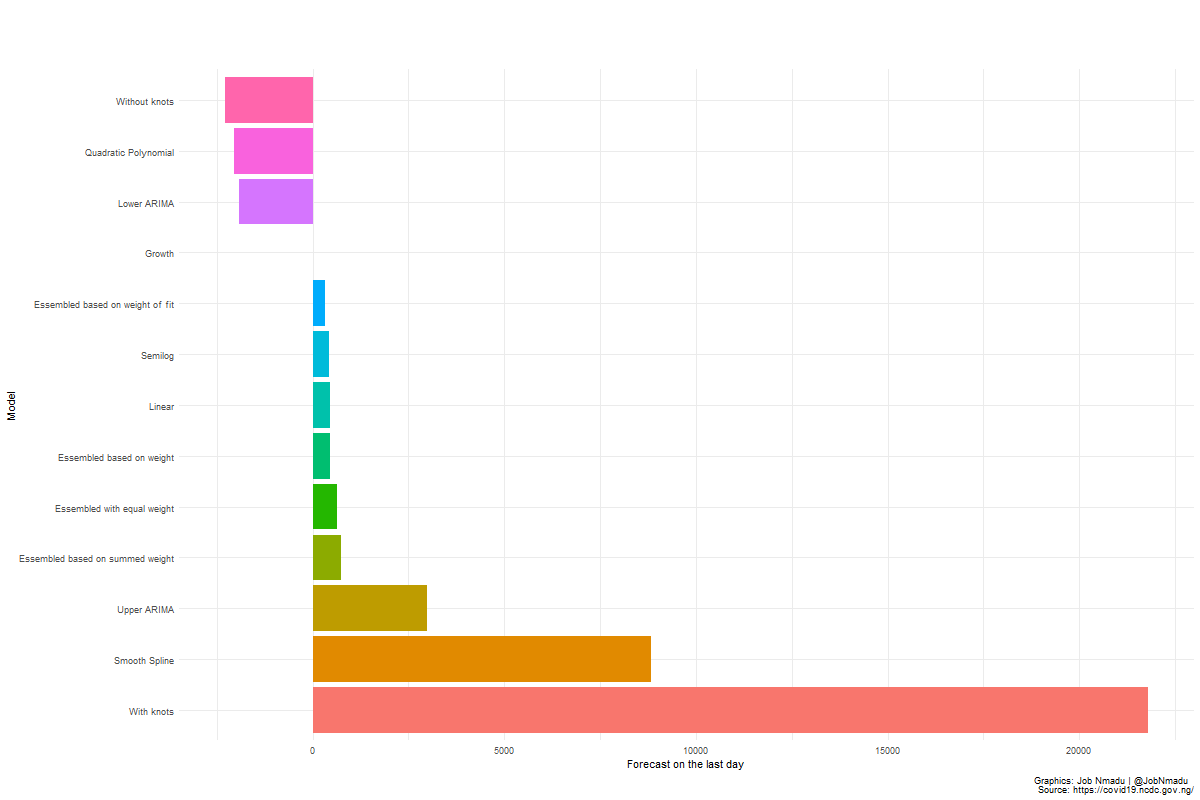 Without knots
Quadratic Polynomial
Lower ARIMA
Growth
Essembled based on weight of fit
Semilog
Linear
Essembled based on weight
Essembled with equal weight
Essembled based on summed weight
Upper ARIMA
Smooth Spline
With knots
Model
0 5000 10000 15000 20000
Forecast on the last day
Graphics: Job Nmadu | @JobNmadu
Source: https://covid19.ncdc.gov.ng/